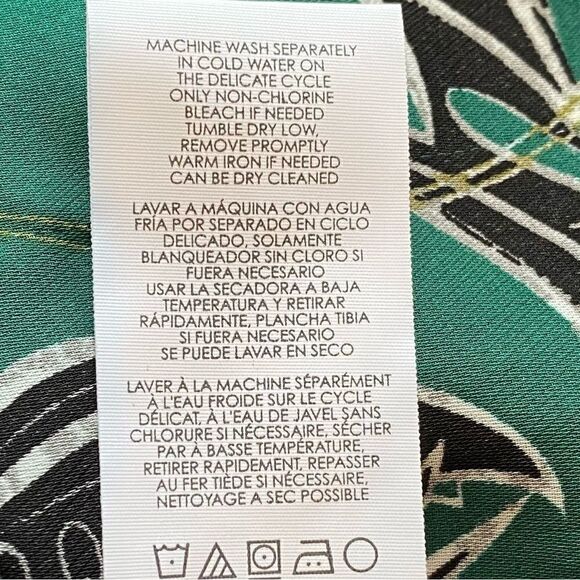 MACHINE WASH SEPARATELY
IN COLD WATER ON
THE DELICATE CYCLE
ONLY NON-CHLORINE
BLEACH IF NEEDED
TUMBLE DRY LOW,
REMOVE PROMPTLY
WARM IRON IF NEEDED
CAN BE DRY CLEANED
LAVAR A MÁQUINA CON AGUA
FRÍA POR SEPARADO EN CICLO
DELICADO, SOLAMENTE
BLANQUEADOR SIN CLORO SI
FUERA NECESARIO
USAR LA SECADORA A BAJA
TEMPERATURA Y RETIRAR
RÁPIDAMENTE, PLANCHA TIBIA
SI FUERA NECESARIO
SE PUEDE LAVAR EN SECO
LAVER À LA MACHINE SÉPARÉMENT
À L'EAU FROIDE SUR LE CYCLE
DÉLICAT, À L'EAU DE JAVEL SANS
CHLORURE SI NÉCESSAIRE, SÉCHER
PAR À BASSE TEMPÉRATURE,
RETIRER RAPIDEMENT, REPASSER
AU FER TIÈDE SI NÉCESSAIRE,
NETTOYAGE A SEC POSSIBLE